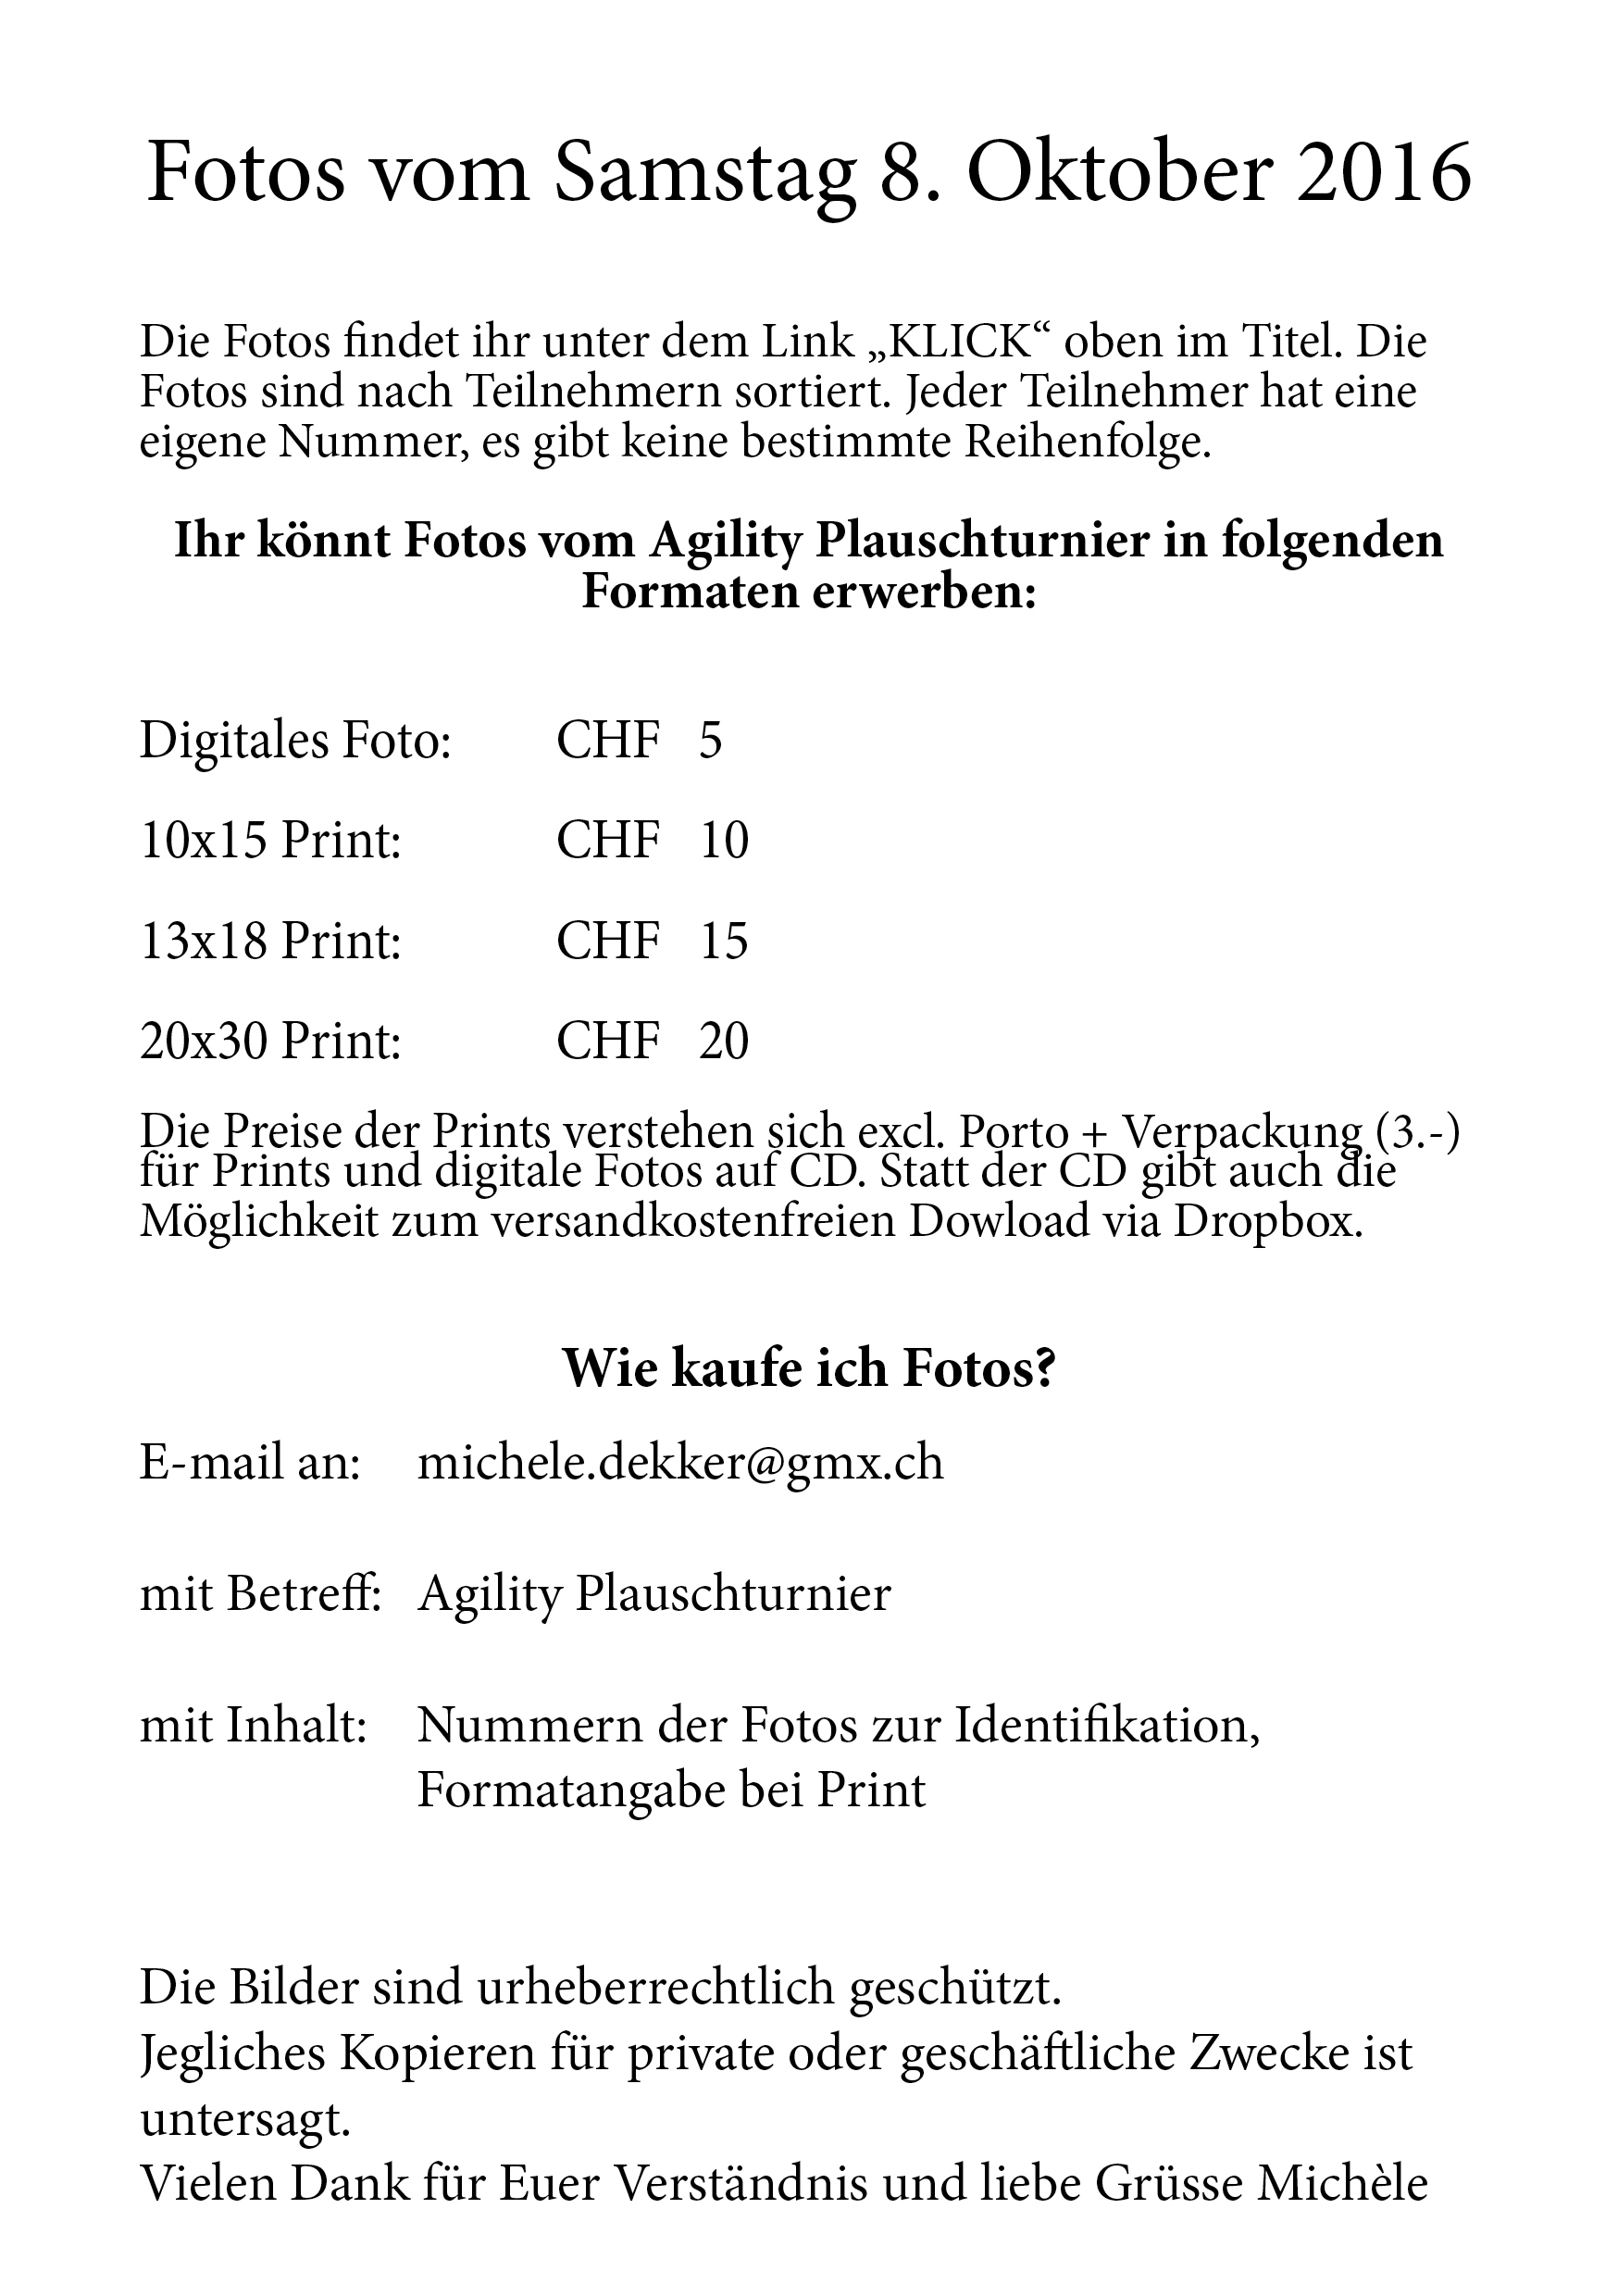 Fotos vom Samstag 8. Oktober 2016
Die Fotos findet ihr unter dem Link „KLICK“ oben im Titel. Die
Fotos sind nach Teilnehmern sortiert. Jeder Teilnehmer hat eine
eigene Nummer, es gibt keine bestimmte Reihenfolge.
Ihr könnt Fotos vom Agility Plauschturnier in folgenden
Formaten erwerben:
Digitales Foto: CHF 5
10x15 Print: CHF 10
13x18 Print: CHF 15
20x30 Print: CHF 20
Die Preise der Prints verstehen sich excl. Porto + Verpackung (3.-)
für Prints und digitale Fotos auf CD. Statt der CD gibt auch die
Möglichkeit zum versandkostenfreien Dowload via Dropbox.
Wie kaufe ich Fotos?
E-mail an: michele.dekker@gmx.ch
mit Betreff: Agility Plauschturnier
mit Inhalt: Nummern der Fotos zur Identifikation,
Formatangabe bei Print
Die Bilder sind urheberrechtlich geschützt.
Jegliches Kopieren für private oder geschäftliche Zwecke ist
untersagt.
Vielen Dank für Euer Verständnis und liebe Grüsse Michèle